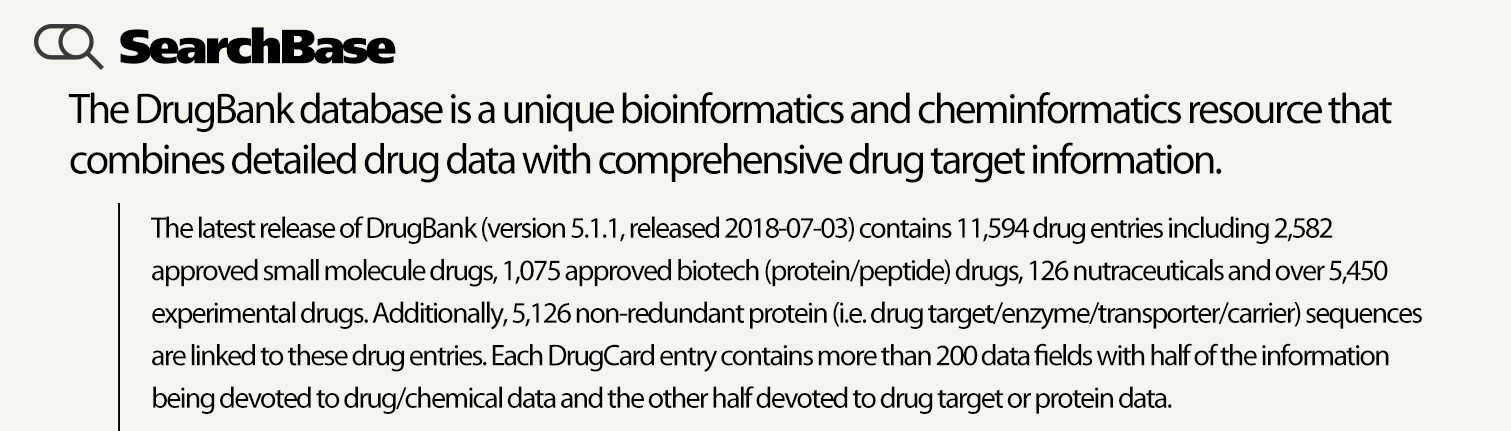 SearchBase
The DrugBank database is a unique bioinformatics and cheminformatics resource that
combines detailed drug data with comprehensive drug target information.
The latest release of DrugBank (version 5.1.1, released 2018-07-03) contains 11,594 drug entries including 2,582
approved small molecule drugs, 1,075 approved biotech (protein/peptide) drugs, 126 nutraceuticals and over 5,450
experimental drugs. Additionally, 5,126 non-redundant protein (i.e. drug target/enzyme/transporter/carrier) sequences
are linked to these drug entries. Each DrugCard entry contains more than 200 data fields with half of the information
being devoted to drug/chemical data and the other half devoted to drug target or protein data.